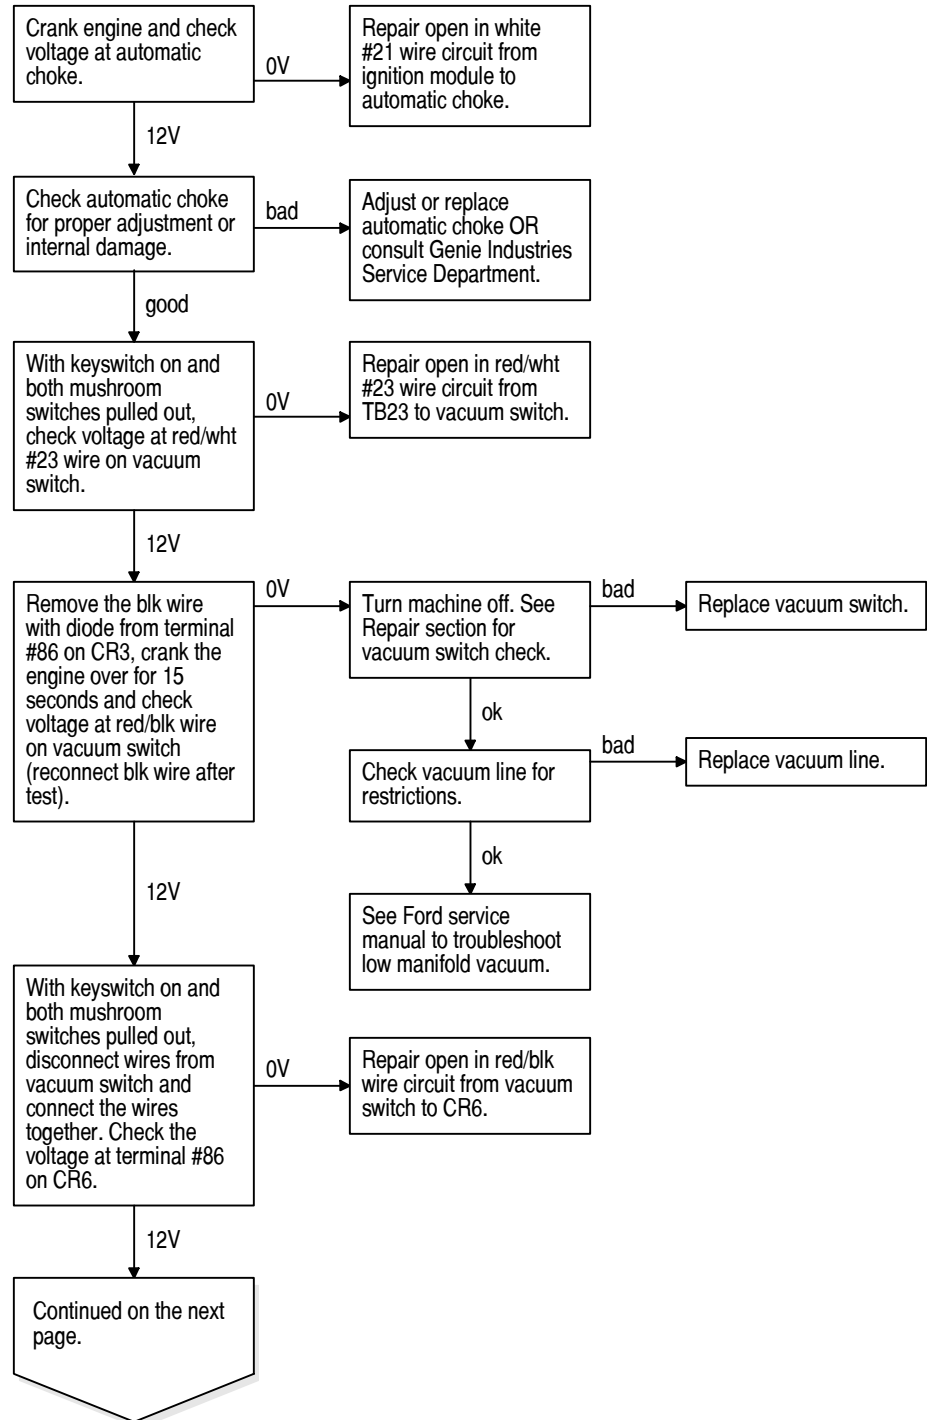 Crank engine and check
voltage at automatic
choke.
0V
Repair open in white
#21 wire circuit from
ignition module to
automatic choke.
12V
Check automatic choke
for proper adjustment or
internal damage.
bad
Adjust or replace
automatic choke OR
consult Genie Industries
Service Department.
good
With keyswitch on and
both mushroom
switches pulled out,
check voltage at red/wht
#23 wire on vacuum
switch.
0V
Repair open in red/wht
#23 wire circuit from
TB23 to vacuum switch.
12V
Remove the blk wire
with diode from terminal
#86 on CR3, crank the
engine over for 15
seconds and check
voltage at red/blk wire
on vacuum switch
(reconnect blk wire after
test).
0V
Turn machine off. See
Repair section for
vacuum switch check.
bad
Replace vacuum switch.
ok
Check vacuum line for
restrictions.
bad
Replace vacuum line.
ok
See Ford service
manual to troubleshoot
low manifold vacuum.
12V
With keyswitch on and
both mushroom
switches pulled out,
disconnect wires from
vacuum switch and
connect the wires
together. Check the
voltage at terminal #86
on CR6.
0V
Repair open in red/blk
wire circuit from vacuum
switch to CR6.
12V
Continued on the next
page.